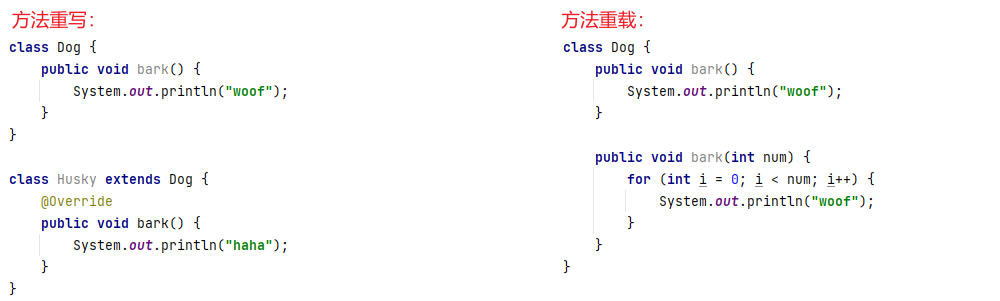 方法重写：
class Dog {
    public void bark() {
        System.out.println("woof");
    }
}

class Husky extends Dog {
    @Override
    public void bark() {
        System.out.println("haha");
    }
}
方法重载：
class Dog {
    public void bark() {
        System.out.println("woof");
    }

    public void bark(int num) {
        for (int i = 0; i < num; i++) {
            System.out.println("woof");
        }
    }
}